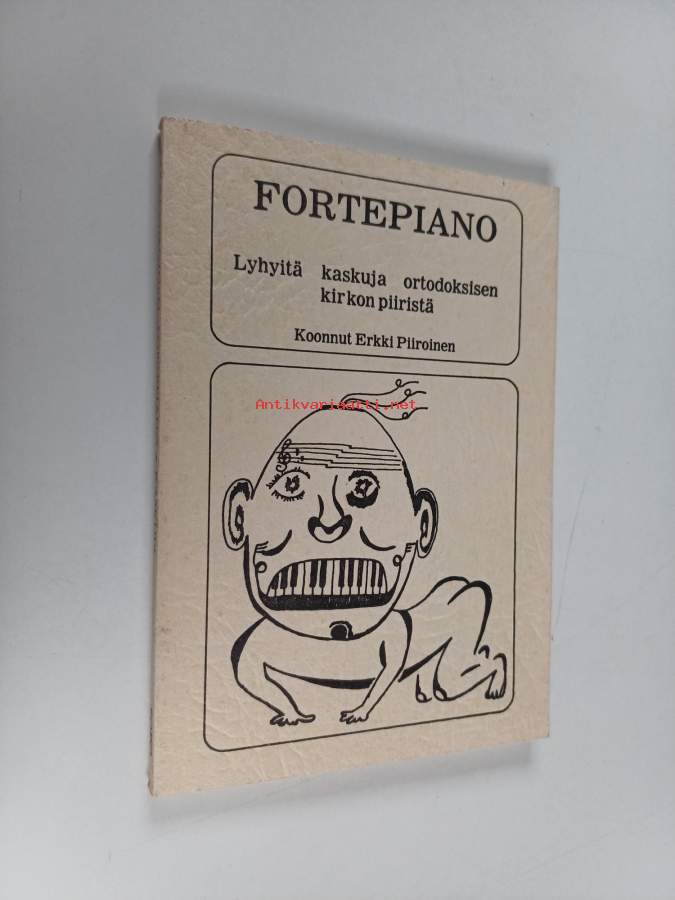 FORTEPIANO
Lyhyitä kaskuja ortodoksisen
kirkon piiristä
Koonnut Erkki Piiroinen
Antikvariaatti.net